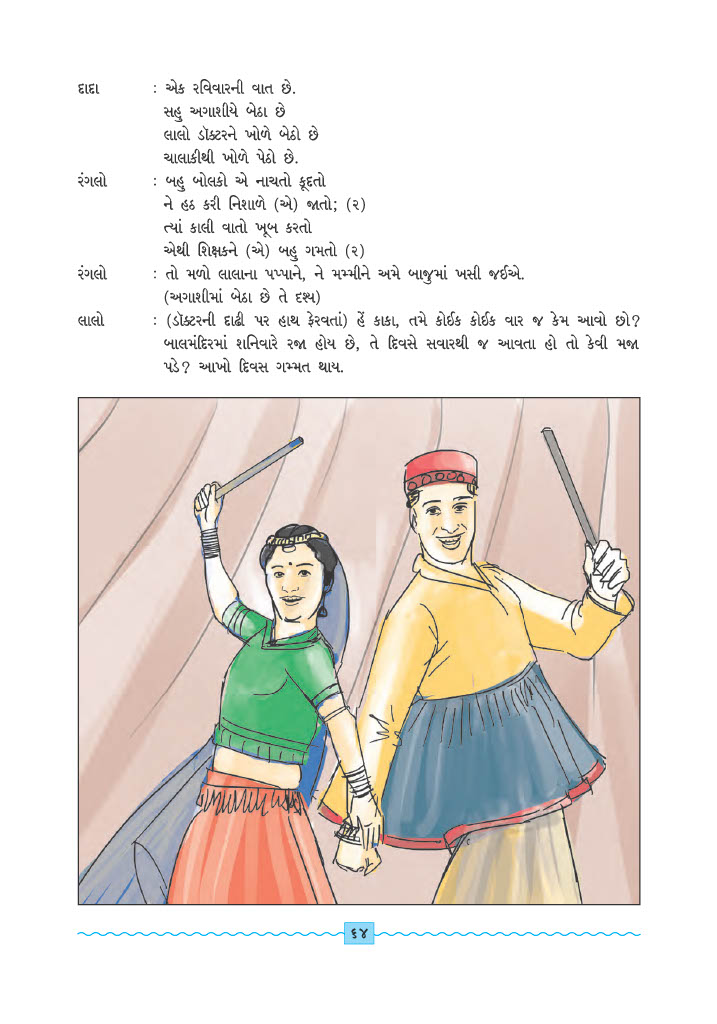 દાદા : એક રવિવારની વાત છે.
સહુ અગાશીયે બેઠા છે
લાલો ડૉક્ટરને ખોળે બેઠો છે
ચાલાકીથી ખોળે પેઠો છે.
રંગલો : બહુ બોલકો એ નાચતો કૂદતો
ને હઠ કરી નિશાળે (એ) જાતો; (૨)
ત્યાં કાલી વાતો ખૂબ કરતો
એથી શિક્ષકને (એ) બહુ ગમતો (૨)
રંગલો : તો મળો લાલાના પપ્પાને, ને મમ્મીને અમે બાજુમાં ખસી જઈએ.
(અગાશીમાં બેઠા છે તે દશ્ય)
લાલો : (ડૉક્ટરની દાઢી પર હાથ ફેરવતાં) હેં કાકા, તમે કોઈક કોઈક વાર જ કેમ આવો છો?
બાલમંદિરમાં શનિવારે રજા હોય છે, તે દિવસે સવારથી જ આવતા હો તો કેવી મજા
પડે? આખો દિવસ ગમ્મત થાય.
૬૪